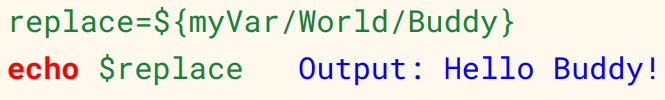 replace=${myVar/World/Buddy}
echo $replace   Output: Hello Buddy!